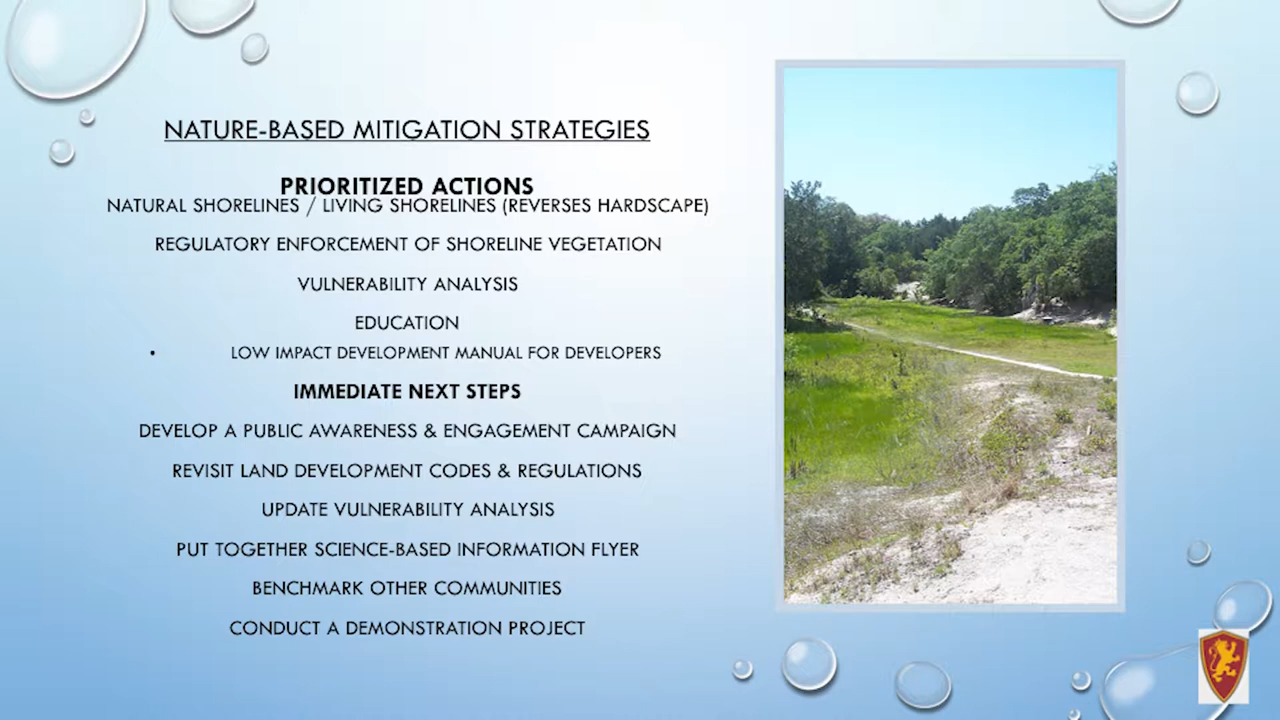 NATURE-BASED MITIGATION STRATEGIES
PRIORITIZED ACTIONS
NATURAL SHORELINES / LIVING SHORELINES (REVERSES HARDSCAPE)
REGULATORY ENFORCEMENT OF SHORELINE VEGETATION
VULNERABILITY ANALYSIS
EDUCATION
• LOW IMPACT DEVELOPMENT MANUAL FOR DEVELOPERS
IMMEDIATE NEXT STEPS
DEVELOP A PUBLIC AWARENESS & ENGAGEMENT CAMPAIGN
REVISIT LAND DEVELOPMENT CODES & REGULATIONS
UPDATE VULNERABILITY ANALYSIS
PUT TOGETHER SCIENCE-BASED INFORMATION FLYER
BENCHMARK OTHER COMMUNITIES
CONDUCT A DEMONSTRATION PROJECT